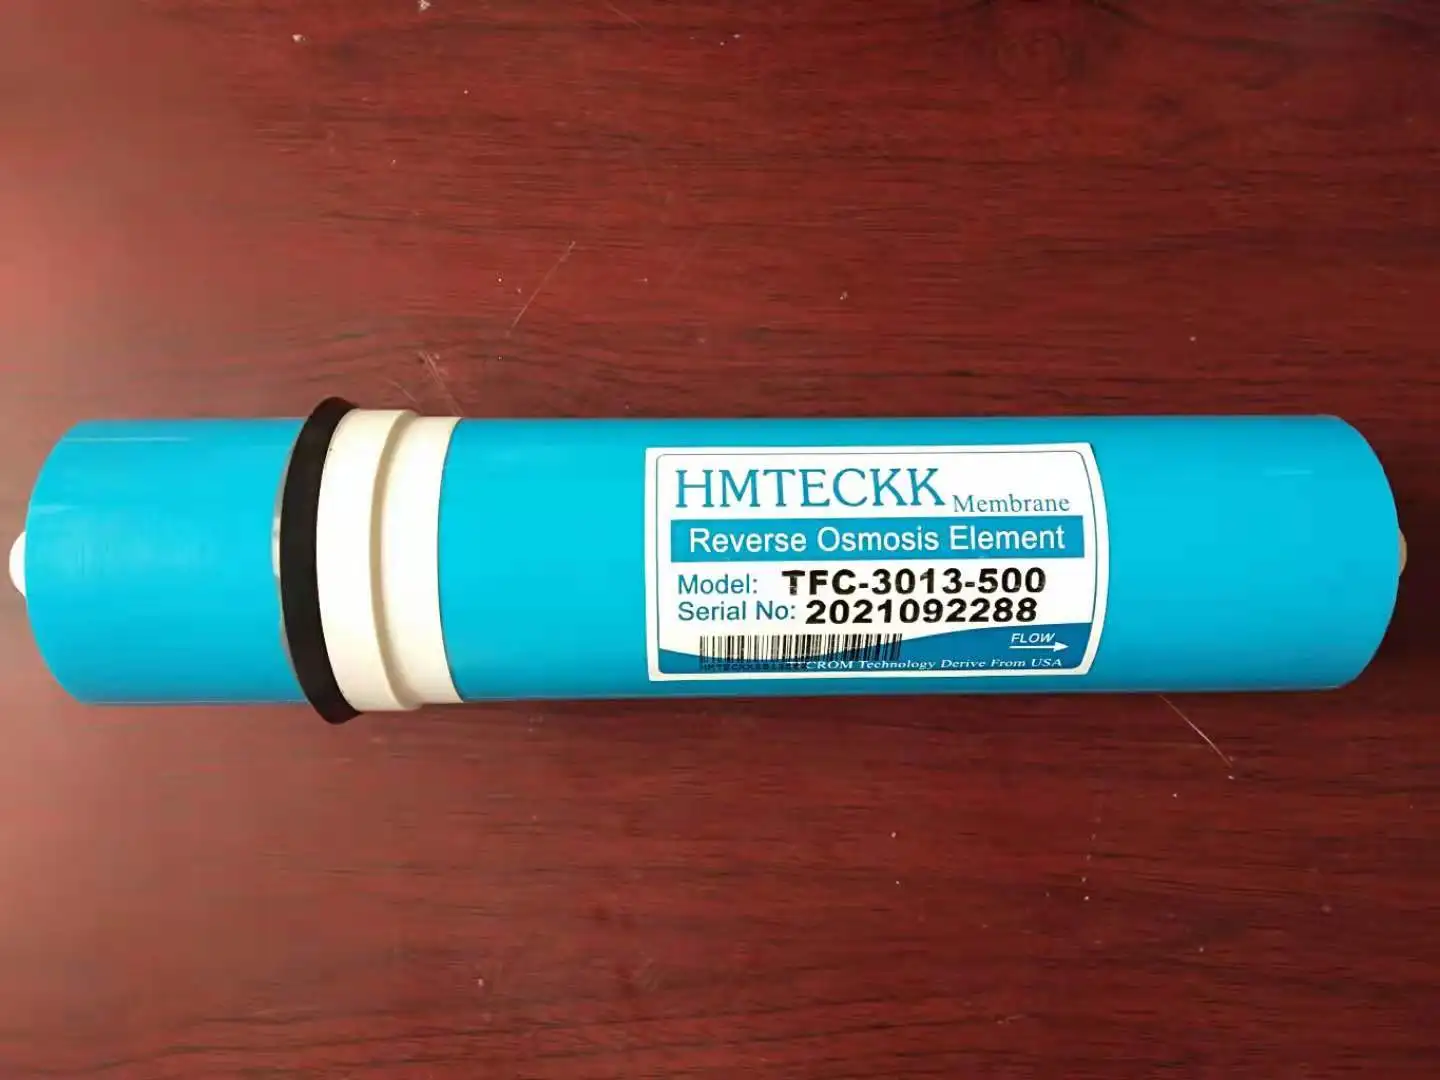 HMTECKK Membrane
Reverse Osmosis Element
Model: TFC-3013-500
Serial No: 2021092288
FLOW
Technology Derive From USA